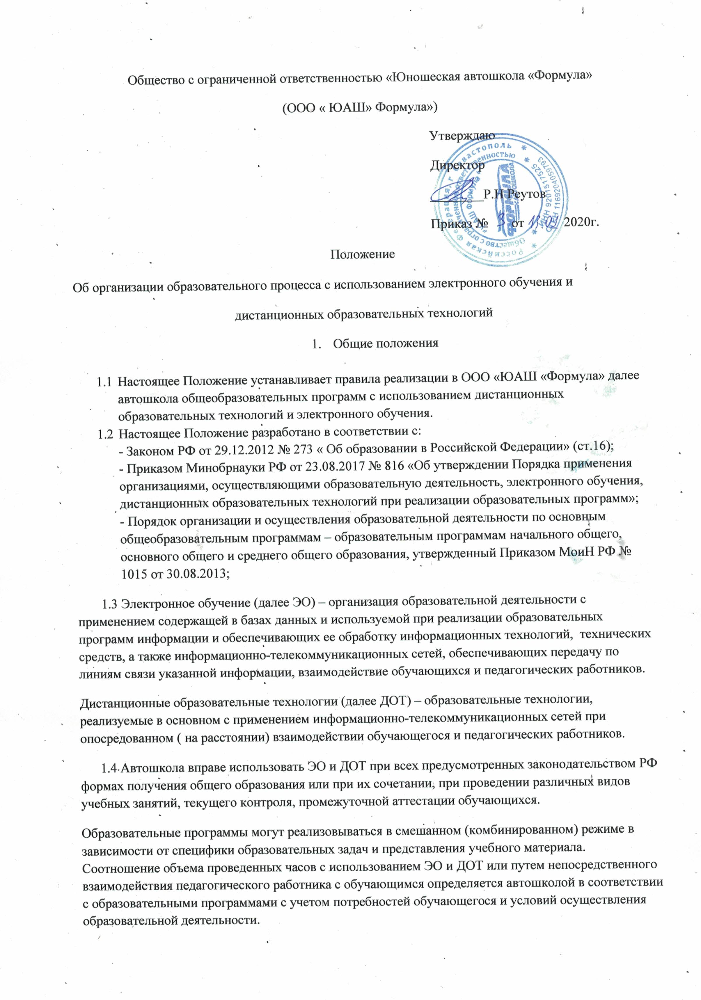 Общество с ограниченной ответственностью «Юношеская автошкола «Формула»
(ООО « ЮАШ» Формула»)
Утверждаю
Директор
Р.Н Реутов
Приказ № 3 от 2020г.
Российская Федерация, г Севастополь
Общество с ограниченной ответственностью
"ЮАШ Формула"
ФОРМУЛА
АВТОШКОЛА
ИНН 9201517525
ОГРН 1169204059793
Положение
Об организации образовательного процесса с использованием электронного обучения и
дистанционных образовательных технологий
1. Общие положения
1.1 Настоящее Положение устанавливает правила реализации в ООО «ЮАШ «Формула» далее
автошкола общеобразовательных программ с использованием дистанционных
образовательных технологий и электронного обучения.
1.2 Настоящее Положение разработано в соответствии с:
- Законом РФ от 29.12.2012 № 273 « Об образовании в Российской Федерации» (ст.16);
- Приказом Минобрнауки РФ от 23.08.2017 № 816 «Об утверждении Порядка применения
организациями, осуществляющими образовательную деятельность, электронного обучения,
дистанционных образовательных технологий при реализации образовательных программ»;
- Порядок организации и осуществления образовательной деятельности по основным
общеобразовательным программам – образовательным программам начального общего,
основного общего и среднего общего образования, утвержденный Приказом МоиН РФ №
1015 от 30.08.2013;
1.3 Электронное обучение (далее ЭО) – организация образовательной деятельности с
применением содержащей в базах данных и используемой при реализации образовательных
программ информации и обеспечивающих ее обработку информационных технологий, технических
средств, а также информационно-телекоммуникационных сетей, обеспечивающих передачу по
линиям связи указанной информации, взаимодействие обучающихся и педагогических работников.
Дистанционные образовательные технологии (далее ДОТ) – образовательные технологии,
реализуемые в основном с применением информационно-телекоммуникационных сетей при
опосредованном ( на расстоянии) взаимодействии обучающегося и педагогических работников.
1.4 Автошкола вправе использовать ЭО и ДОТ при всех предусмотренных законодательством РФ
формах получения общего образования или при их сочетании, при проведении различных видов
учебных занятий, текущего контроля, промежуточной аттестации обучающихся.
Образовательные программы могут реализовываться в смешанном (комбинированном) режиме в
зависимости от специфики образовательных задач и представления учебного материала.
Соотношение объема проведенных часов с использованием ЭО и ДОТ или путем непосредственного
взаимодействия педагогического работника с обучающимся определяется автошколой в соответствии
с образовательными программами с учетом потребностей обучающегося и условий осуществления
образовательной деятельности.